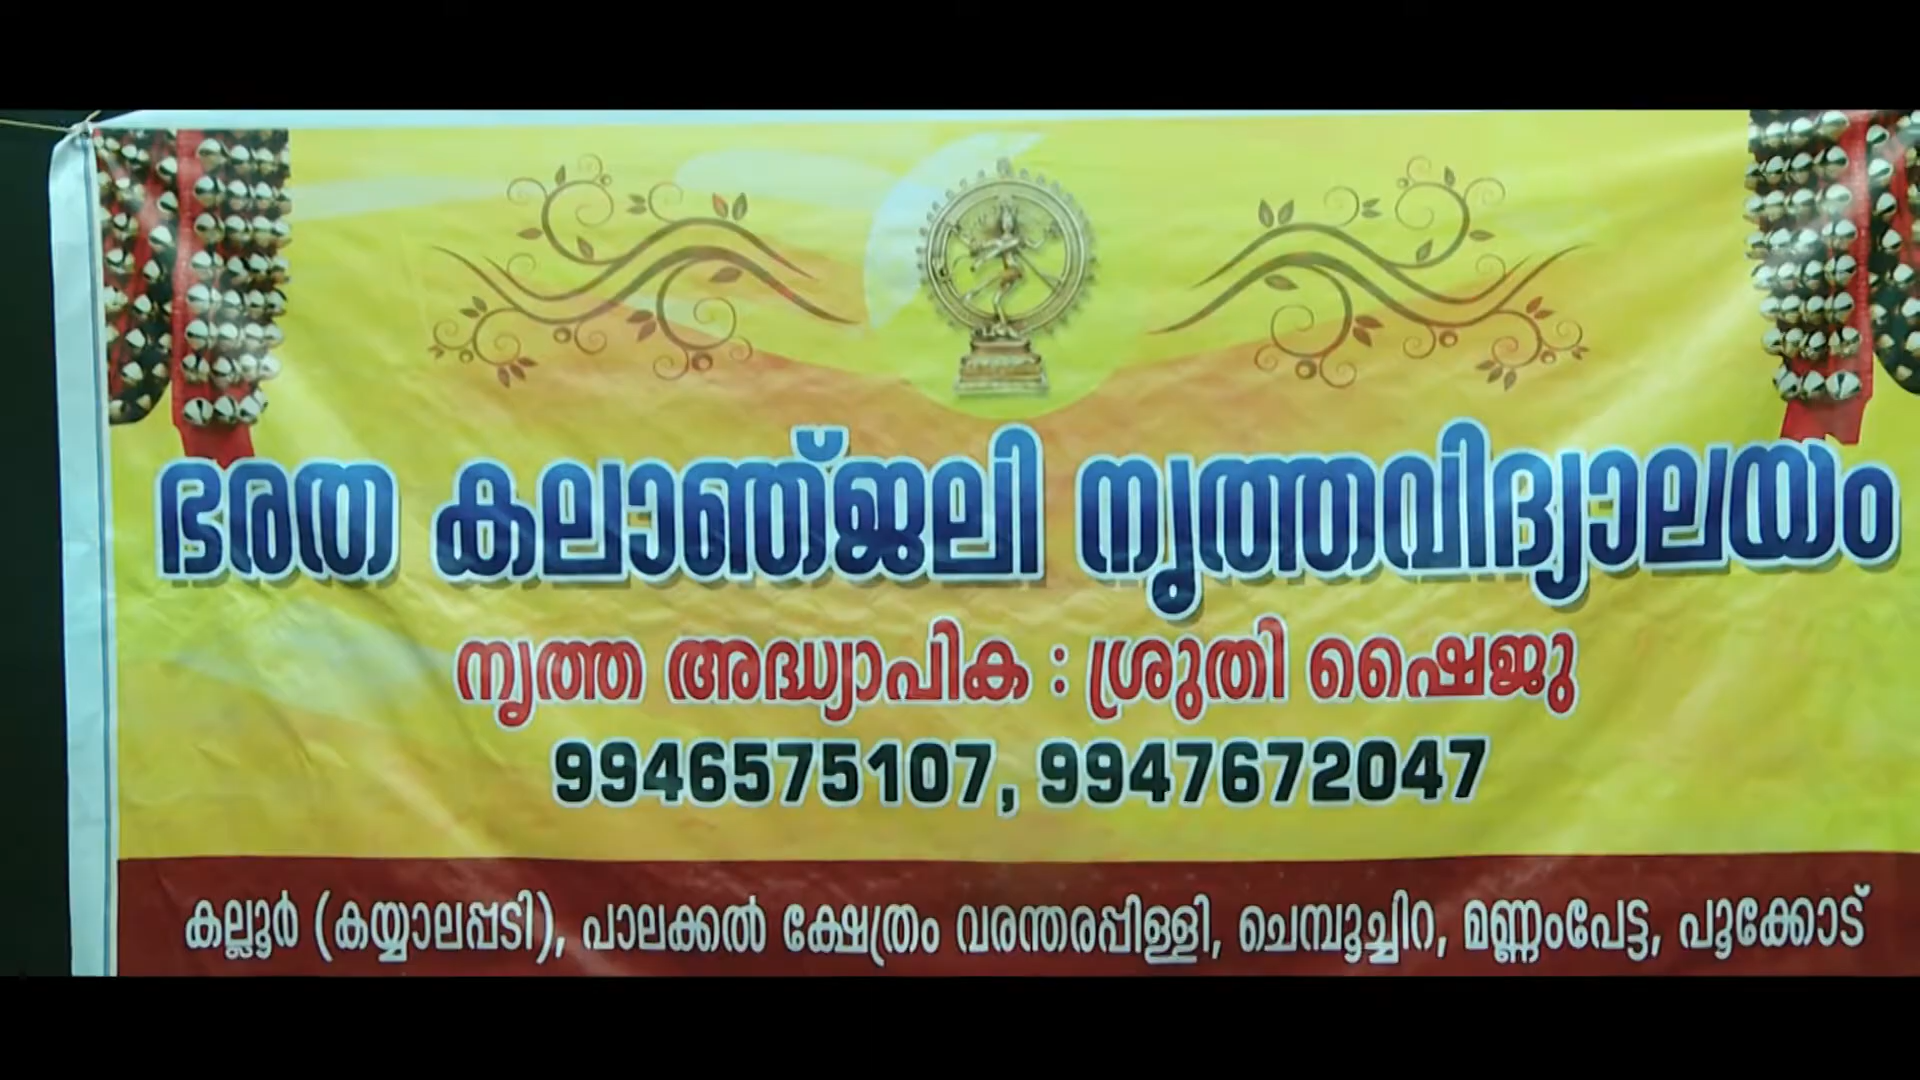 ഭരത കലാഞ്ജലി നൃത്തവിദ്യാലയം
നൃത്ത അദ്ധ്യാപിക : ശ്രുതി ഷൈജു
9946575107, 9947672047
കല്ലൂർ (കയ്യാലപ്പടി), പാലക്കൽ ക്ഷേത്രം വരന്തരപ്പിള്ളി, ചെമ്പൂച്ചിറ, മണ്ണംപേട്ട, പൂക്കോട്